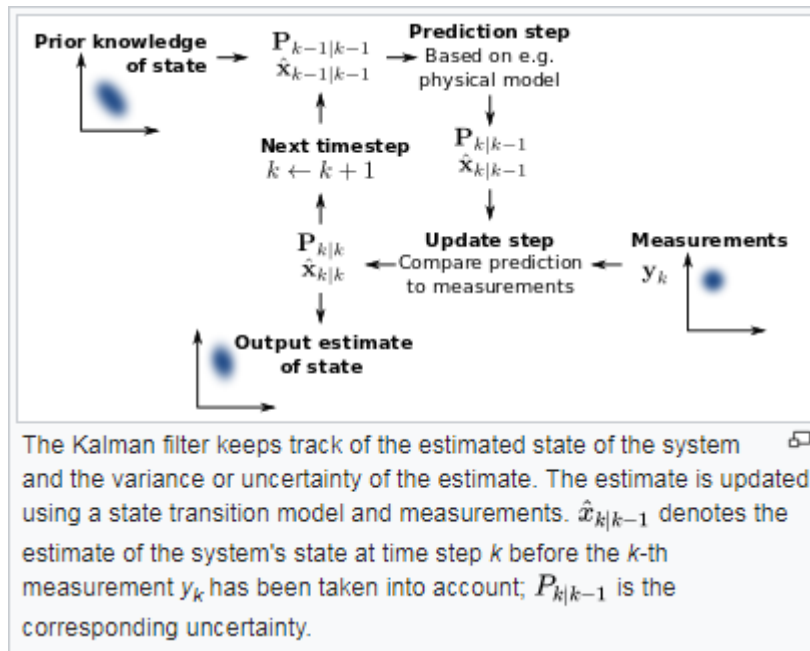 Prior knowledge
of state
P_{k−1|k−1}
x̂_{k−1|k−1}
Prediction step
Based on e.g.
physical model
P_{k|k−1}
x̂_{k|k−1}
Next timestep
k ← k + 1
P_{k|k}
x̂_{k|k}
Update step
Compare prediction
to measurements
Measurements
y_k
Output estimate
of state
The Kalman filter keeps track of the estimated state of the system
and the variance or uncertainty of the estimate. The estimate is updated
using a state transition model and measurements. x̂_{k|k−1} denotes the
estimate of the system's state at time step k before the k-th
measurement y_k has been taken into account; P_{k|k−1} is the
corresponding uncertainty.